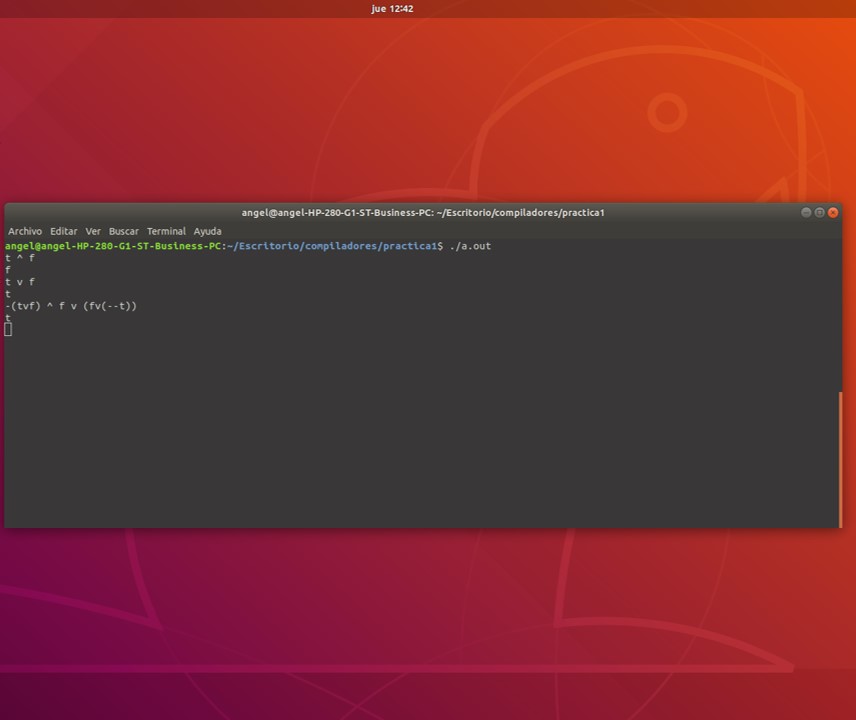 jue 12:42
angel@angel-HP-280-G1-ST-Business-PC: ~/Escritorio/compiladores/practica1
Archivo Editar Ver Buscar Terminal Ayuda
angel@angel-HP-280-G1-ST-Business-PC:~/Escritorio/compiladores/practica1$ ./a.out
t ^ f
f
t v f
t
-(tvf) ^ f v (fv(--t))
t